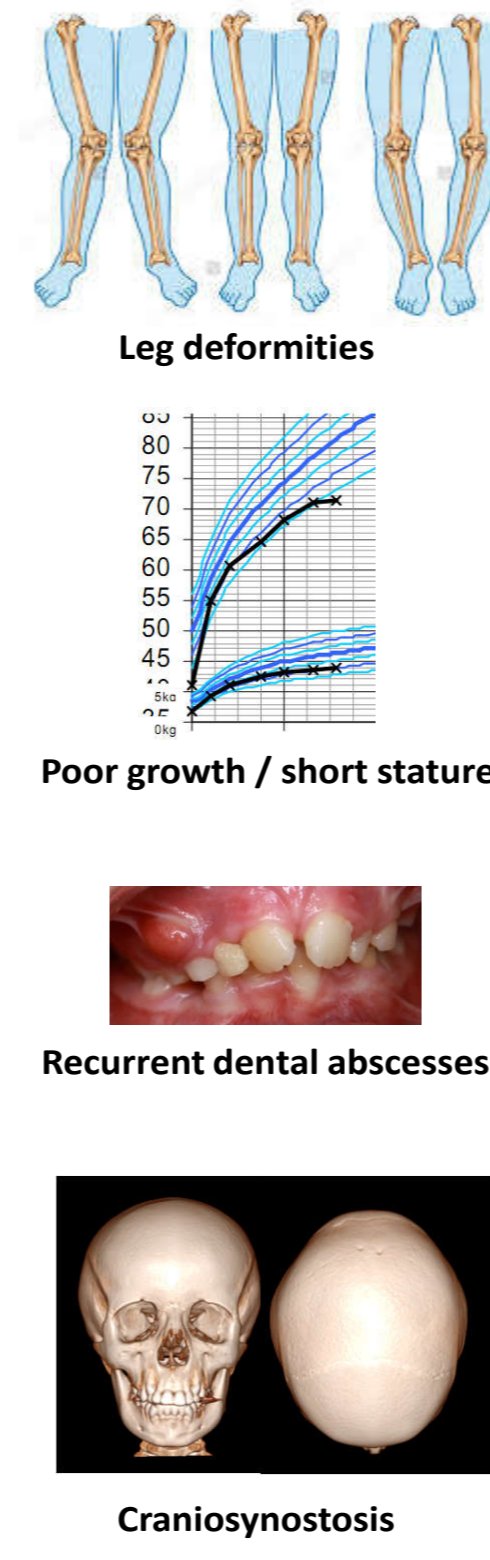 Leg deformities
80
75
70
65
60
55
50
45
0kg
Poor growth / short stature
Recurrent dental abscesses
Craniosynostosis